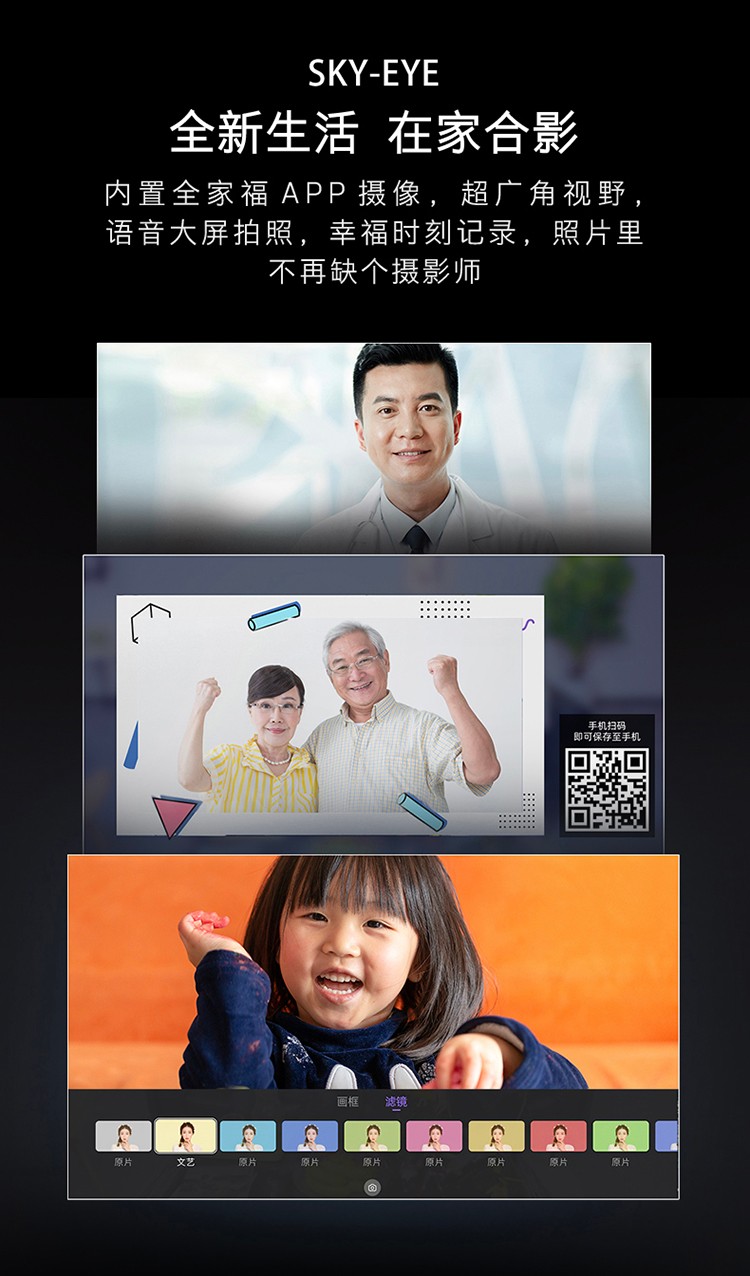 SKY-EYE
全新生活 在家合影
内置全家福 APP 摄像，超广角视野，
语音大屏拍照，幸福时刻记录，照片里
不再缺个摄影师
手机扫码
即可保存至手机
画框 滤镜
原片 文艺 原片 原片 原片 原片 原片 原片 原片